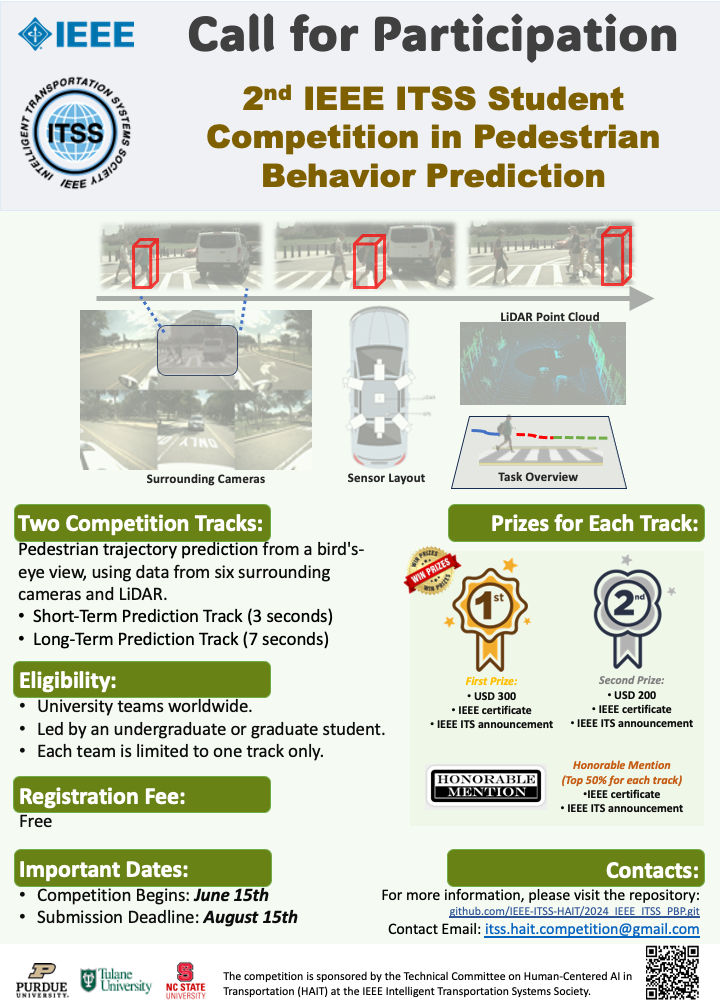 IEEE
Call for Participation
INTELLIGENT TRANSPORTATION SYSTEMS SOCIETY
ITSS
IEEE
2nd IEEE ITSS Student
Competition in Pedestrian
Behavior Prediction
LiDAR Point Cloud
ONLY
Surrounding Cameras
Sensor Layout
Task Overview
Two Competition Tracks:
Pedestrian trajectory prediction from a bird's-
eye view, using data from six surrounding
cameras and LiDAR.
• Short-Term Prediction Track (3 seconds)
• Long-Term Prediction Track (7 seconds)
Eligibility:
• University teams worldwide.
• Led by an undergraduate or graduate student.
• Each team is limited to one track only.
Registration Fee:
Free
Important Dates:
• Competition Begins: June 15th
• Submission Deadline: August 15th
Prizes for Each Track:
WIN PRIZES
WIN PRIZES
WIN PRIZES
1st
2nd
First Prize:
• USD 300
• IEEE certificate
• IEEE ITS announcement
Second Prize:
• USD 200
• IEEE certificate
• IEEE ITS announcement
HONORABLE
MENTION
Honorable Mention
(Top 50% for each track)
•IEEE certificate
• IEEE ITS announcement
Contacts:
For more information, please visit the repository:
github.com/IEEE-ITSS-HAIT/2024_IEEE_ITSS_PBP.git
Contact Email: itss.hait.competition@gmail.com
PURDUE
UNIVERSITY®
Tulane
University
NC STATE
UNIVERSITY
The competition is sponsored by the Technical Committee on Human-Centered AI in
Transportation (HAIT) at the IEEE Intelligent Transportation Systems Society.